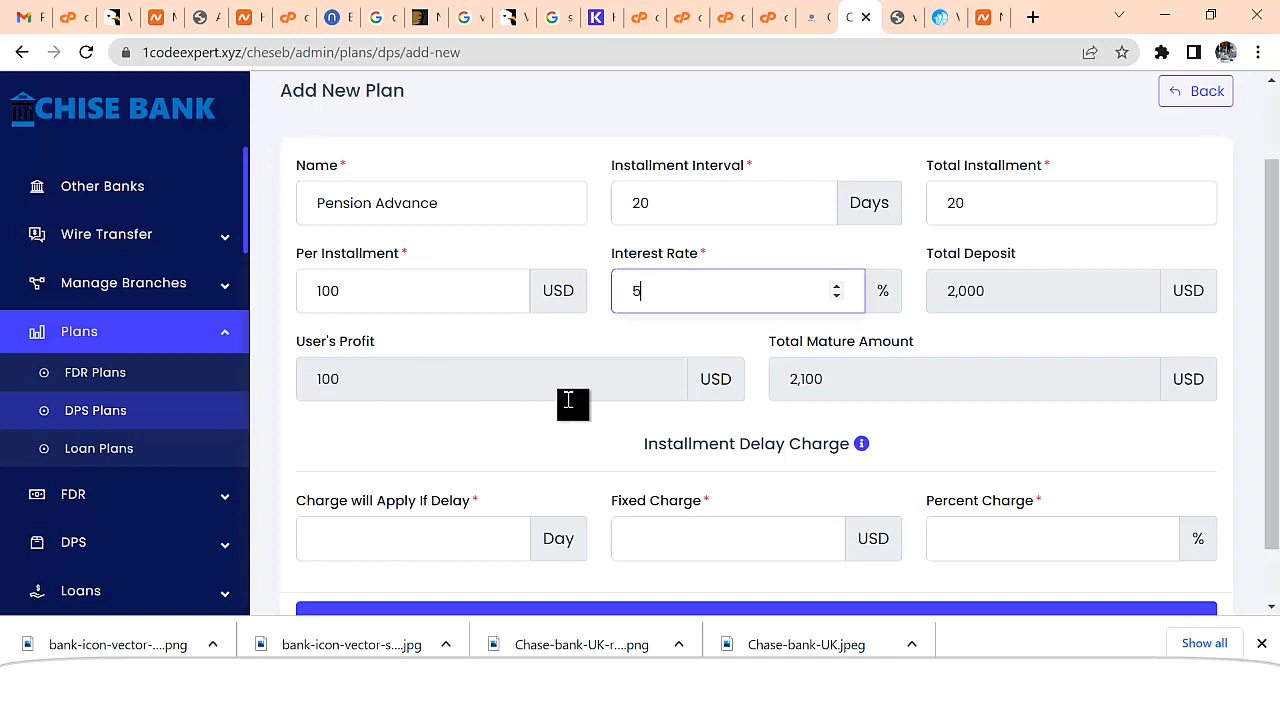 1codeexpert.xyz/cheseb/admin/plans/dps/add-new
CHISE BANK
Other Banks
Wire Transfer
Manage Branches
Plans
FDR Plans
DPS Plans
Loan Plans
FDR
DPS
Loans
Add New Plan
Back
Name*
Installment Interval*
Total Installment*
Pension Advance
20
Days
20
Per Installment*
Interest Rate*
Total Deposit
100
USD
5
%
2,000
USD
User's Profit
Total Mature Amount
100
USD
2,100
USD
Installment Delay Charge
Charge will Apply If Delay*
Fixed Charge*
Percent Charge*
Day
USD
%
bank-icon-vector-....png
bank-icon-vector-s....jpg
Chase-bank-UK-r....png
Chase-bank-UK.jpeg
Show all